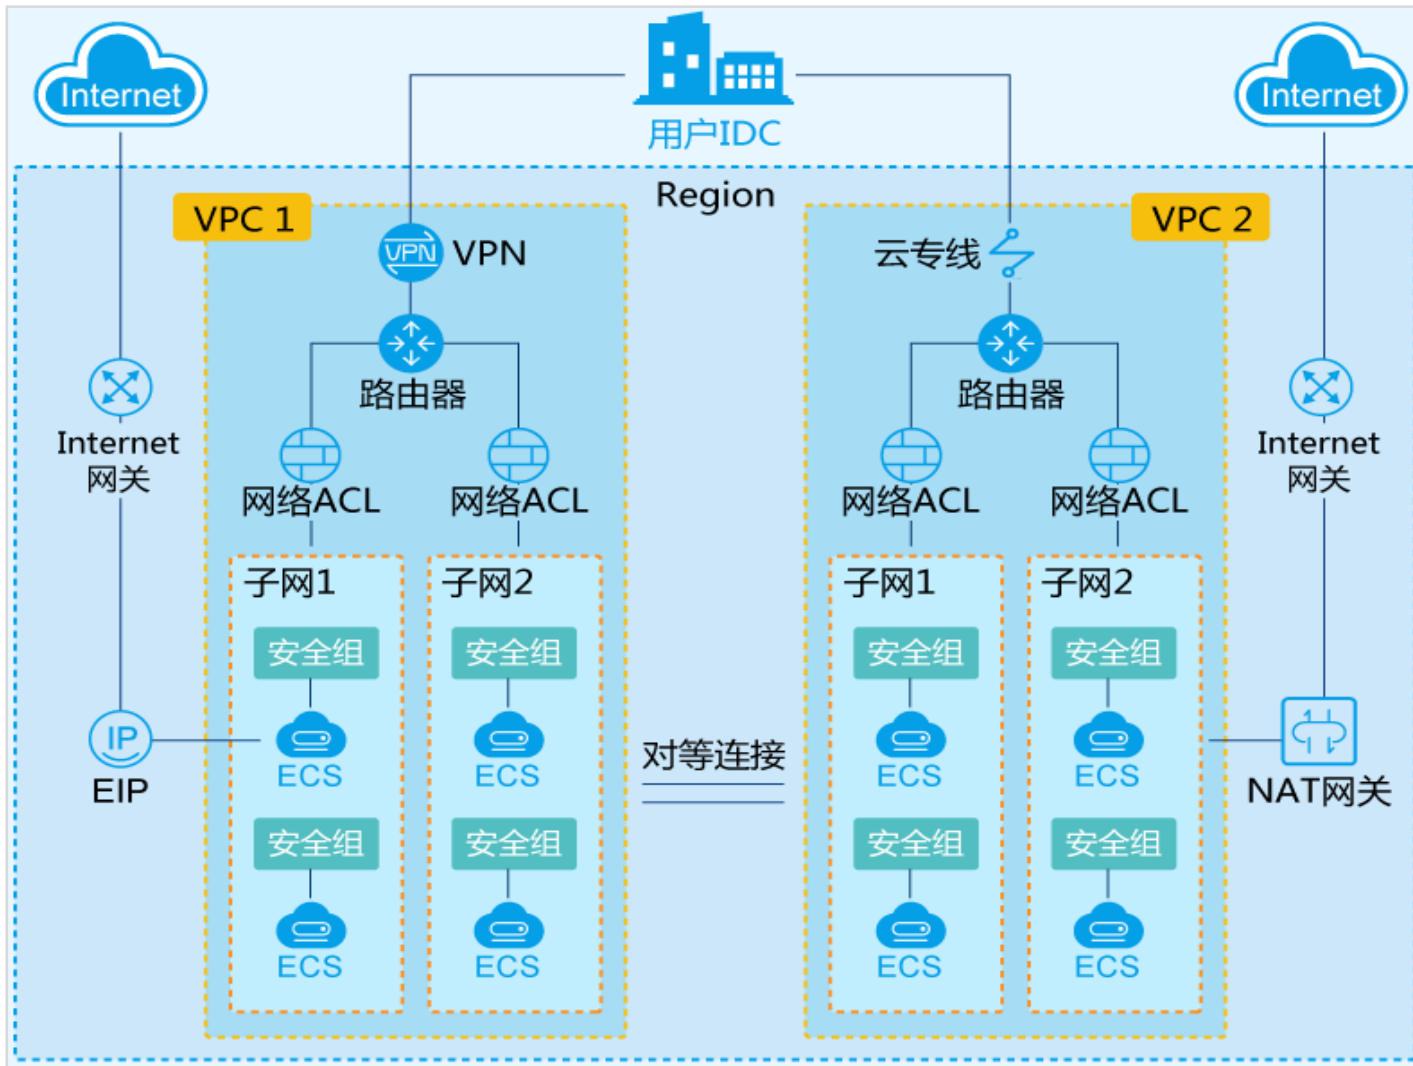 Internet
用户IDC
Internet
Region
VPC 1
VPC 2
VPN
云专线
路由器
路由器
Internet
网关
Internet
网关
网络ACL
网络ACL
网络ACL
网络ACL
子网1
子网2
子网1
子网2
安全组
安全组
安全组
安全组
VPN
IP
EIP
ECS
ECS
对等连接
ECS
ECS
NAT网关
安全组
安全组
安全组
安全组
ECS
ECS
ECS
ECS